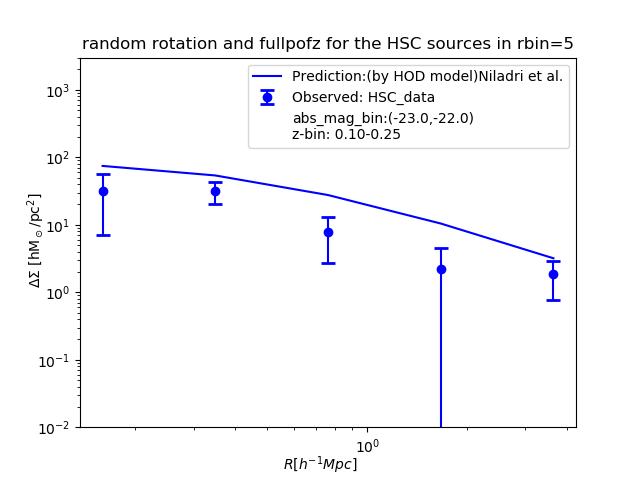 random rotation and fullpofz for the HSC sources in rbin=5
Prediction:(by HOD model)Niladri et al.
Observed: HSC_data
abs_mag_bin:(-23.0,-22.0)
z-bin: 0.10-0.25
ΔΣ [hM⊙/pc²]
10³
10²
10¹
10⁰
10⁻¹
10⁻²
10⁰
R[h⁻¹Mpc]